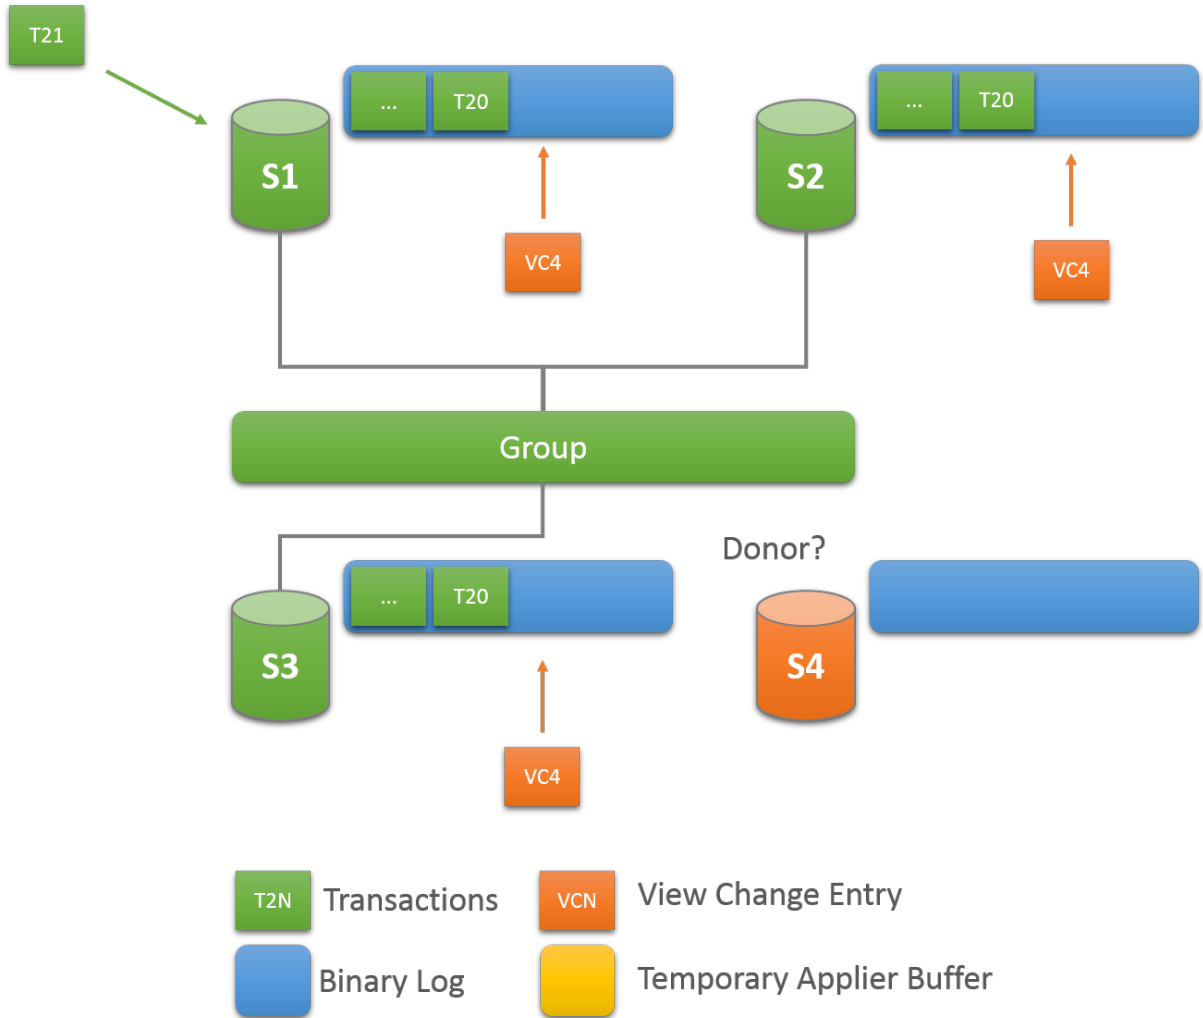 T21
... T20
S1
VC4
... T20
S2
VC4
Group
... T20
S3
VC4
Donor?
S4
T2N Transactions
VCN View Change Entry
Binary Log
Temporary Applier Buffer